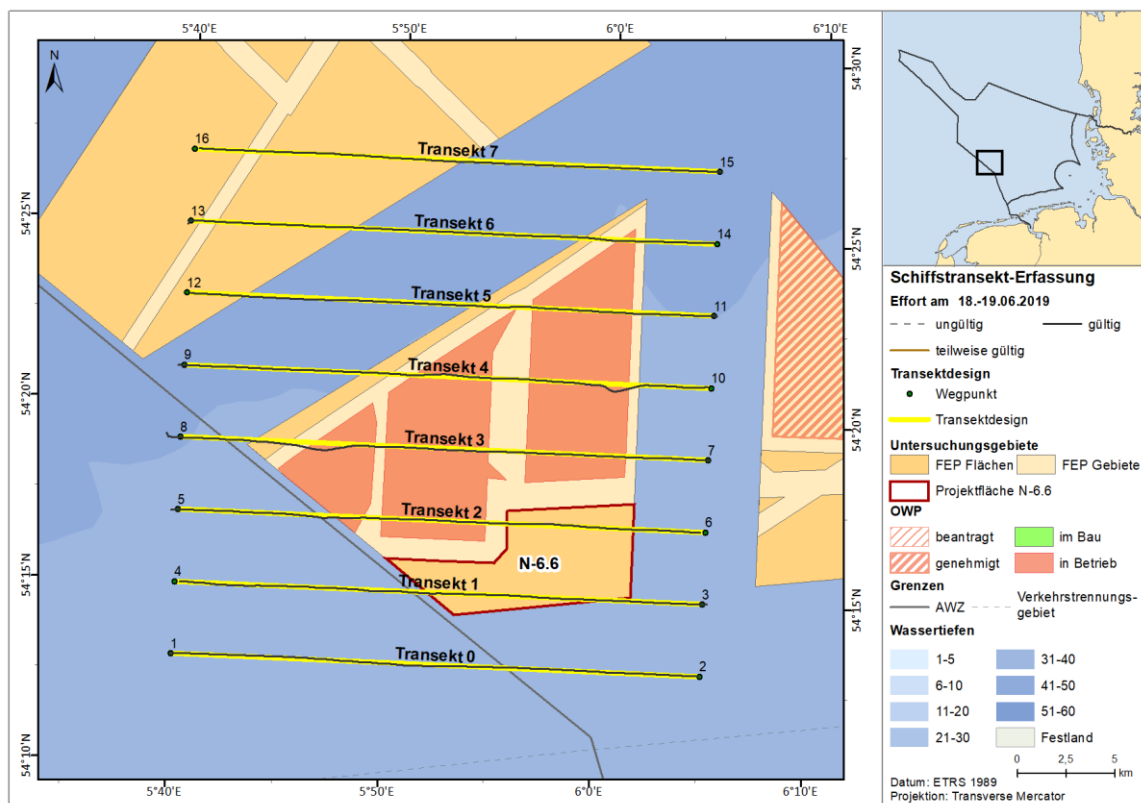 5°40'E
5°50'E
6°0'E
6°10'E
N
54°30'N
54°25'N
54°25'N
54°20'N
54°20'N
54°15'N
54°15'N
54°10'N
16
Transekt 7
15
13
Transekt 6
14
12
Transekt 5
11
9
Transekt 4
10
8
Transekt 3
7
5
Transekt 2
6
N-6.6
4
Transekt 1
3
1
Transekt 0
2
5°40'E
5°50'E
6°0'E
6°10'E
Schiffstransekt-Erfassung
Effort am 18.-19.06.2019
ungültig
gültig
teilweise gültig
Transektdesign
Wegpunkt
Transektdesign
Untersuchungsgebiete
FEP Flächen
FEP Gebiete
Projektfläche N-6.6
OWP
beantragt
im Bau
genehmigt
in Betrieb
Grenzen
AWZ
Verkehrstrennungs-
gebiet
Wassertiefen
1-5
31-40
6-10
41-50
11-20
51-60
21-30
Festland
0 2,5 5
km
Datum: ETRS 1989
Projektion: Transverse Mercator